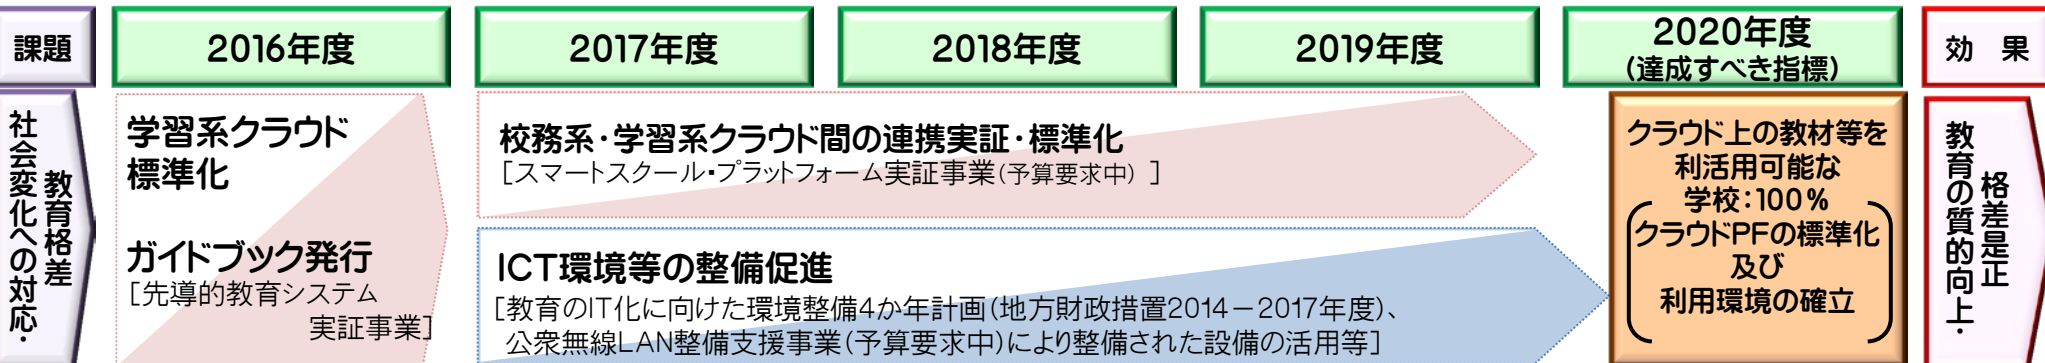 課題
2016年度
2017年度
2018年度
2019年度
2020年度
(達成すべき指標)
効　果
社会変化への対応・
教育格差
学習系クラウド
標準化
ガイドブック発行
[先導的教育システム
実証事業]
校務系・学習系クラウド間の連携実証・標準化
[スマートスクール・プラットフォーム実証事業(予算要求中) ]
ICT環境等の整備促進
[教育のIT化に向けた環境整備4か年計画(地方財政措置2014－2017年度)、
公衆無線LAN整備支援事業(予算要求中)により整備された設備の活用等]
クラウド上の教材等を
利活用可能な
学校：100％
クラウドPFの標準化
及び
利用環境の確立
教育の質的向上・
格差是正